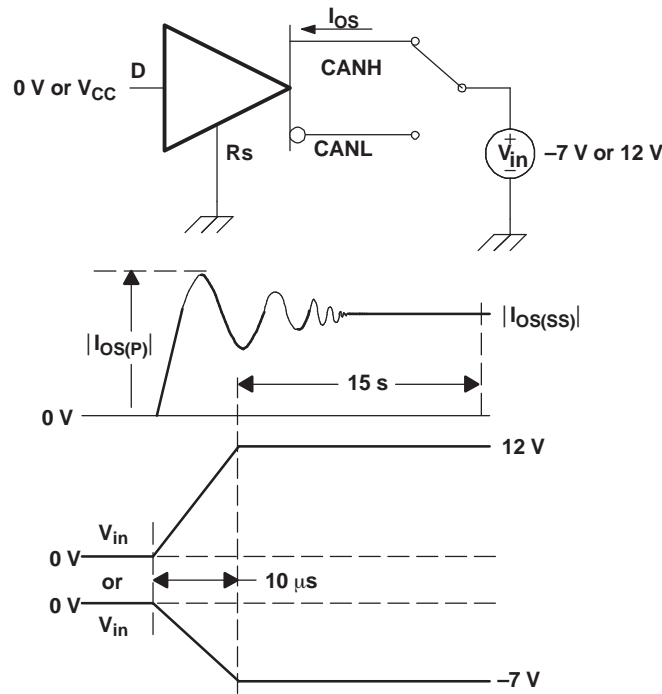 I_OS
D
0 V or V_CC
CANH
Rs
CANL
+
V_in
−
–7 V or 12 V
|I_OS(P)|
|I_OS(SS)|
15 s
0 V
12 V
V_in
0 V
or
10 μs
0 V
V_in
–7 V